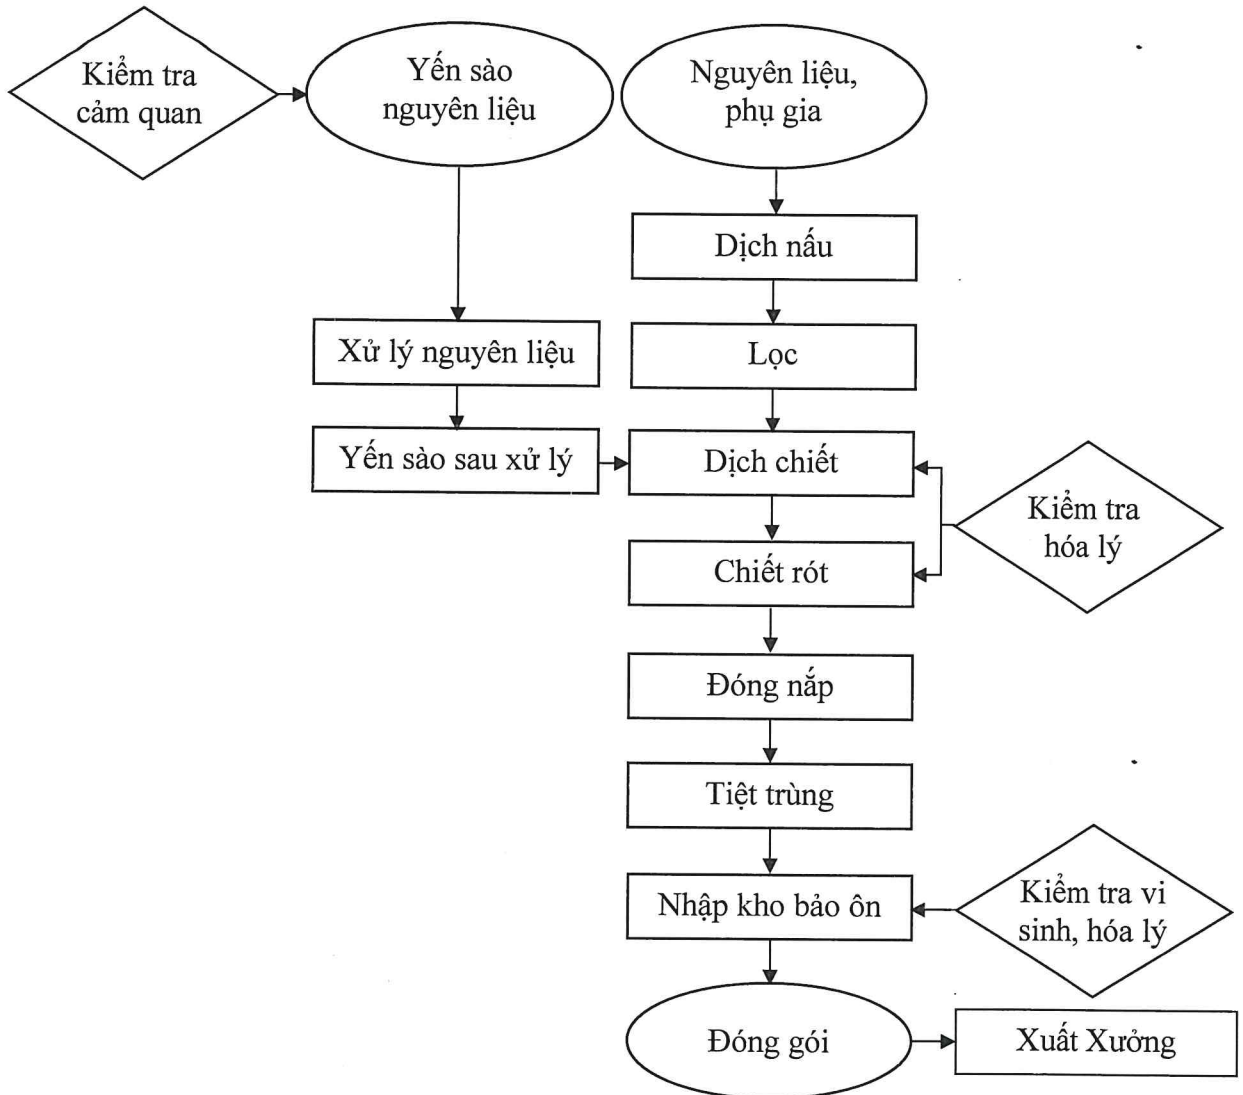 Kiểm tra
cảm quan
Yến sào
nguyên liệu
Nguyên liệu,
phụ gia
Dịch nấu
Xử lý nguyên liệu
Lọc
Yến sào sau xử lý
Dịch chiết
Kiểm tra
hóa lý
Chiết rót
Đóng nắp
Tiệt trùng
Nhập kho bảo ôn
Kiểm tra vi
sinh, hóa lý
Đóng gói
Xuất Xưởng